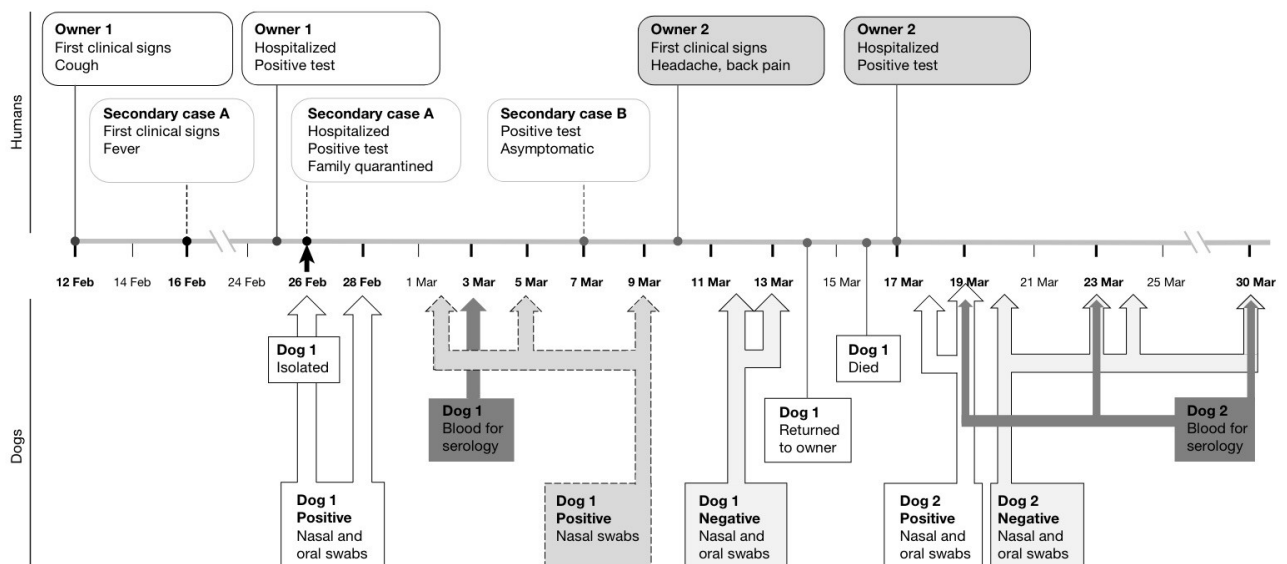 Humans
Owner 1
First clinical signs
Cough
Owner 1
Hospitalized
Positive test
Owner 2
First clinical signs
Headache, back pain
Owner 2
Hospitalized
Positive test
Secondary case A
First clinical signs
Fever
Secondary case A
Hospitalized
Positive test
Family quarantined
Secondary case B
Positive test
Asymptomatic
12 Feb 14 Feb 16 Feb 24 Feb 26 Feb 28 Feb 1 Mar 3 Mar 5 Mar 7 Mar 9 Mar 11 Mar 13 Mar 15 Mar 17 Mar 19 Mar 21 Mar 23 Mar 25 Mar 30 Mar
Dogs
Dog 1
Isolated
Dog 1
Died
Dog 1
Blood for
serology
Dog 1
Returned
to owner
Dog 2
Blood for
serology
Dog 1
Positive
Nasal and
oral swabs
Dog 1
Positive
Nasal swabs
Dog 1
Negative
Nasal and
oral swabs
Dog 2
Positive
Nasal and
oral swabs
Dog 2
Negative
Nasal and
oral swabs